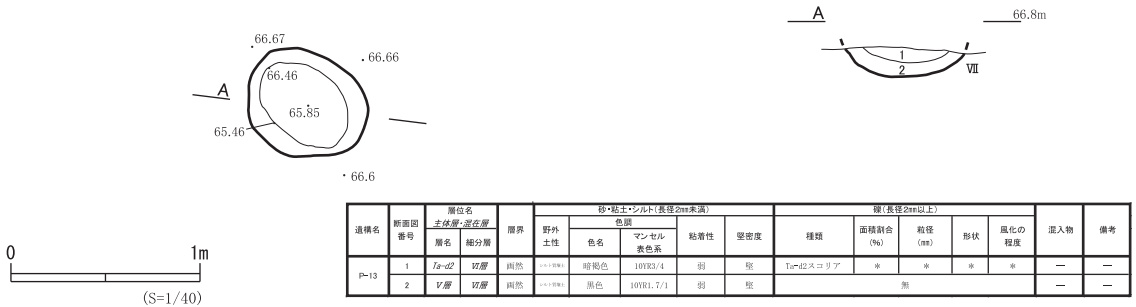 A
66.8m
66.67
66.66
66.46
1
2
Ⅶ
A
65.85
65.46
66.6
0 1m
(S=1/40)
遺構名 断面図番号 層位名 主体層・混在層 層名 細分層 層界 砂・粘土・シルト(長径2mm未満) 野外土性 色調 色名 マンセル表色系 粘着性 堅密度 礫(長径2mm以上) 種類 面積割合(%) 粒径(mm) 形状 風化の程度 混入物 備考
P-13 1 Ta-d2 Ⅵ層 画然 暗褐色 10YR3/4 弱 堅 Ta-d2スコリア * * * * — —
2 Ⅴ層 Ⅵ層 画然 黒色 10YR1.7/1 弱 堅 無 — —